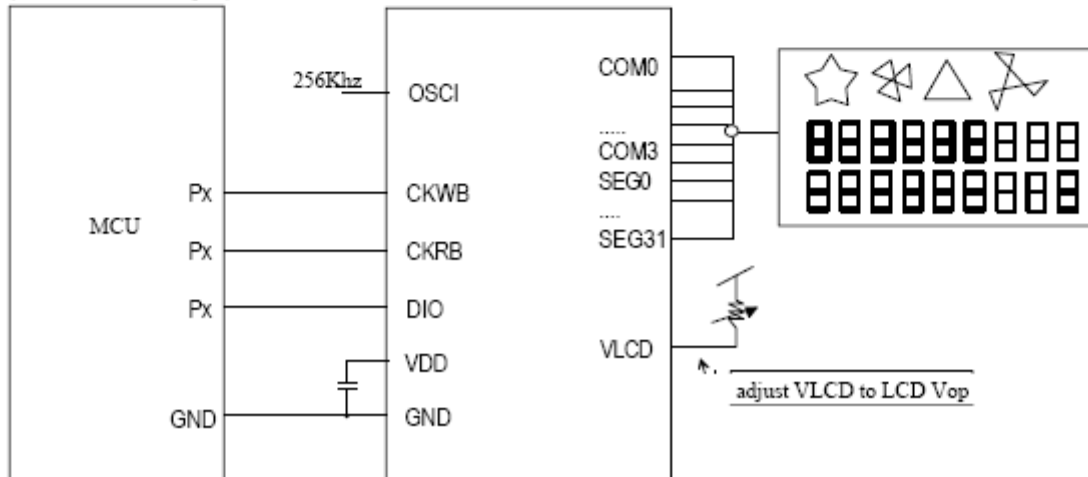 MCU
Px
Px
Px
GND
256Khz
OSCI
CKWB
CKRB
DIO
VDD
GND
COM0
.....
COM3
SEG0
....
SEG31
VLCD
adjust VLCD to LCD Vop